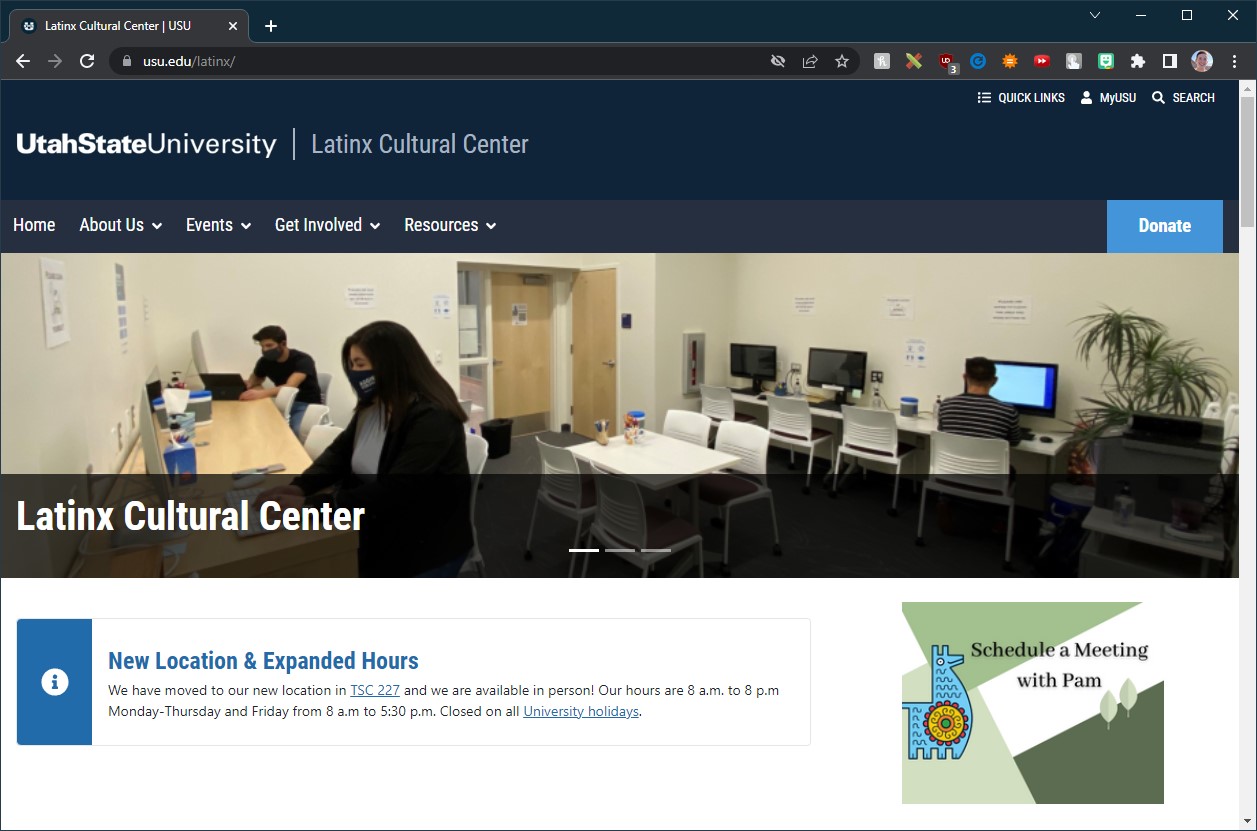 Latinx Cultural Center | USU
usu.edu/latinx/
3
QUICK LINKS MyUSU SEARCH
UtahStateUniversity | Latinx Cultural Center
Home About Us Events Get Involved Resources Donate
Latinx Cultural Center
New Location & Expanded Hours
We have moved to our new location in TSC 227 and we are available in person! Our hours are 8 a.m. to 8 p.m
Monday-Thursday and Friday from 8 a.m to 5:30 p.m. Closed on all University holidays.
Schedule a Meeting
with Pam